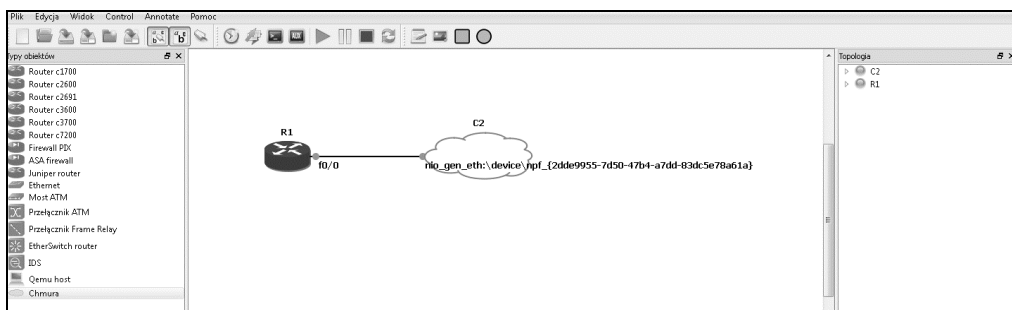 Plik Edycja Widok Control Annotate Pomoc
Typy obiektów
Router c1700
Router c2600
Router c2691
Router c3600
Router c3700
Router c7200
Firewall PIX
ASA firewall
Juniper router
Ethernet
Most ATM
Przełącznik ATM
Przełącznik Frame Relay
EtherSwitch router
IDS
Qemu host
Chmura
R1
f0/0
C2
nio_gen_eth:\device\npf_{2dde9955-7d50-47b4-a7dd-83dc5e78a61a}
Topologia
C2
R1